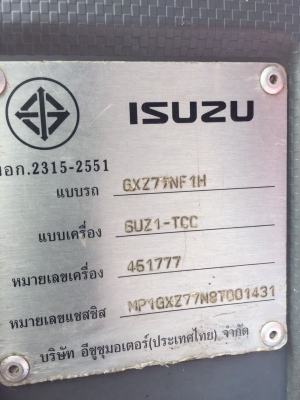 ISUZU
มอก.2315-2551
แบบรถ GXZ77NF1H
แบบเครื่อง 6UZ1-TCC
หมายเลขเครื่อง 451777
หมายเลขแชสซิส MP1GXZ77N8T001431
บริษัท อีซูซุมอเตอร์(ประเทศไทย) จำกัด